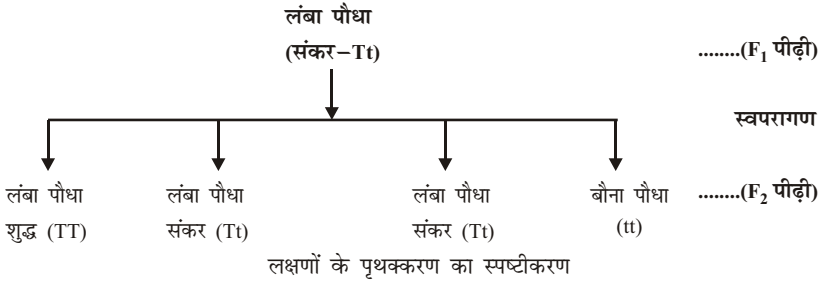 लंबा पौधा
(संकर–Tt) ........(F₁ पीढ़ी)
स्वपरागण
लंबा पौधा लंबा पौधा लंबा पौधा बौना पौधा ........(F₂ पीढ़ी)
शुद्ध (TT) संकर (Tt) संकर (Tt) (tt)
लक्षणों के पृथक्करण का स्पष्टीकरण